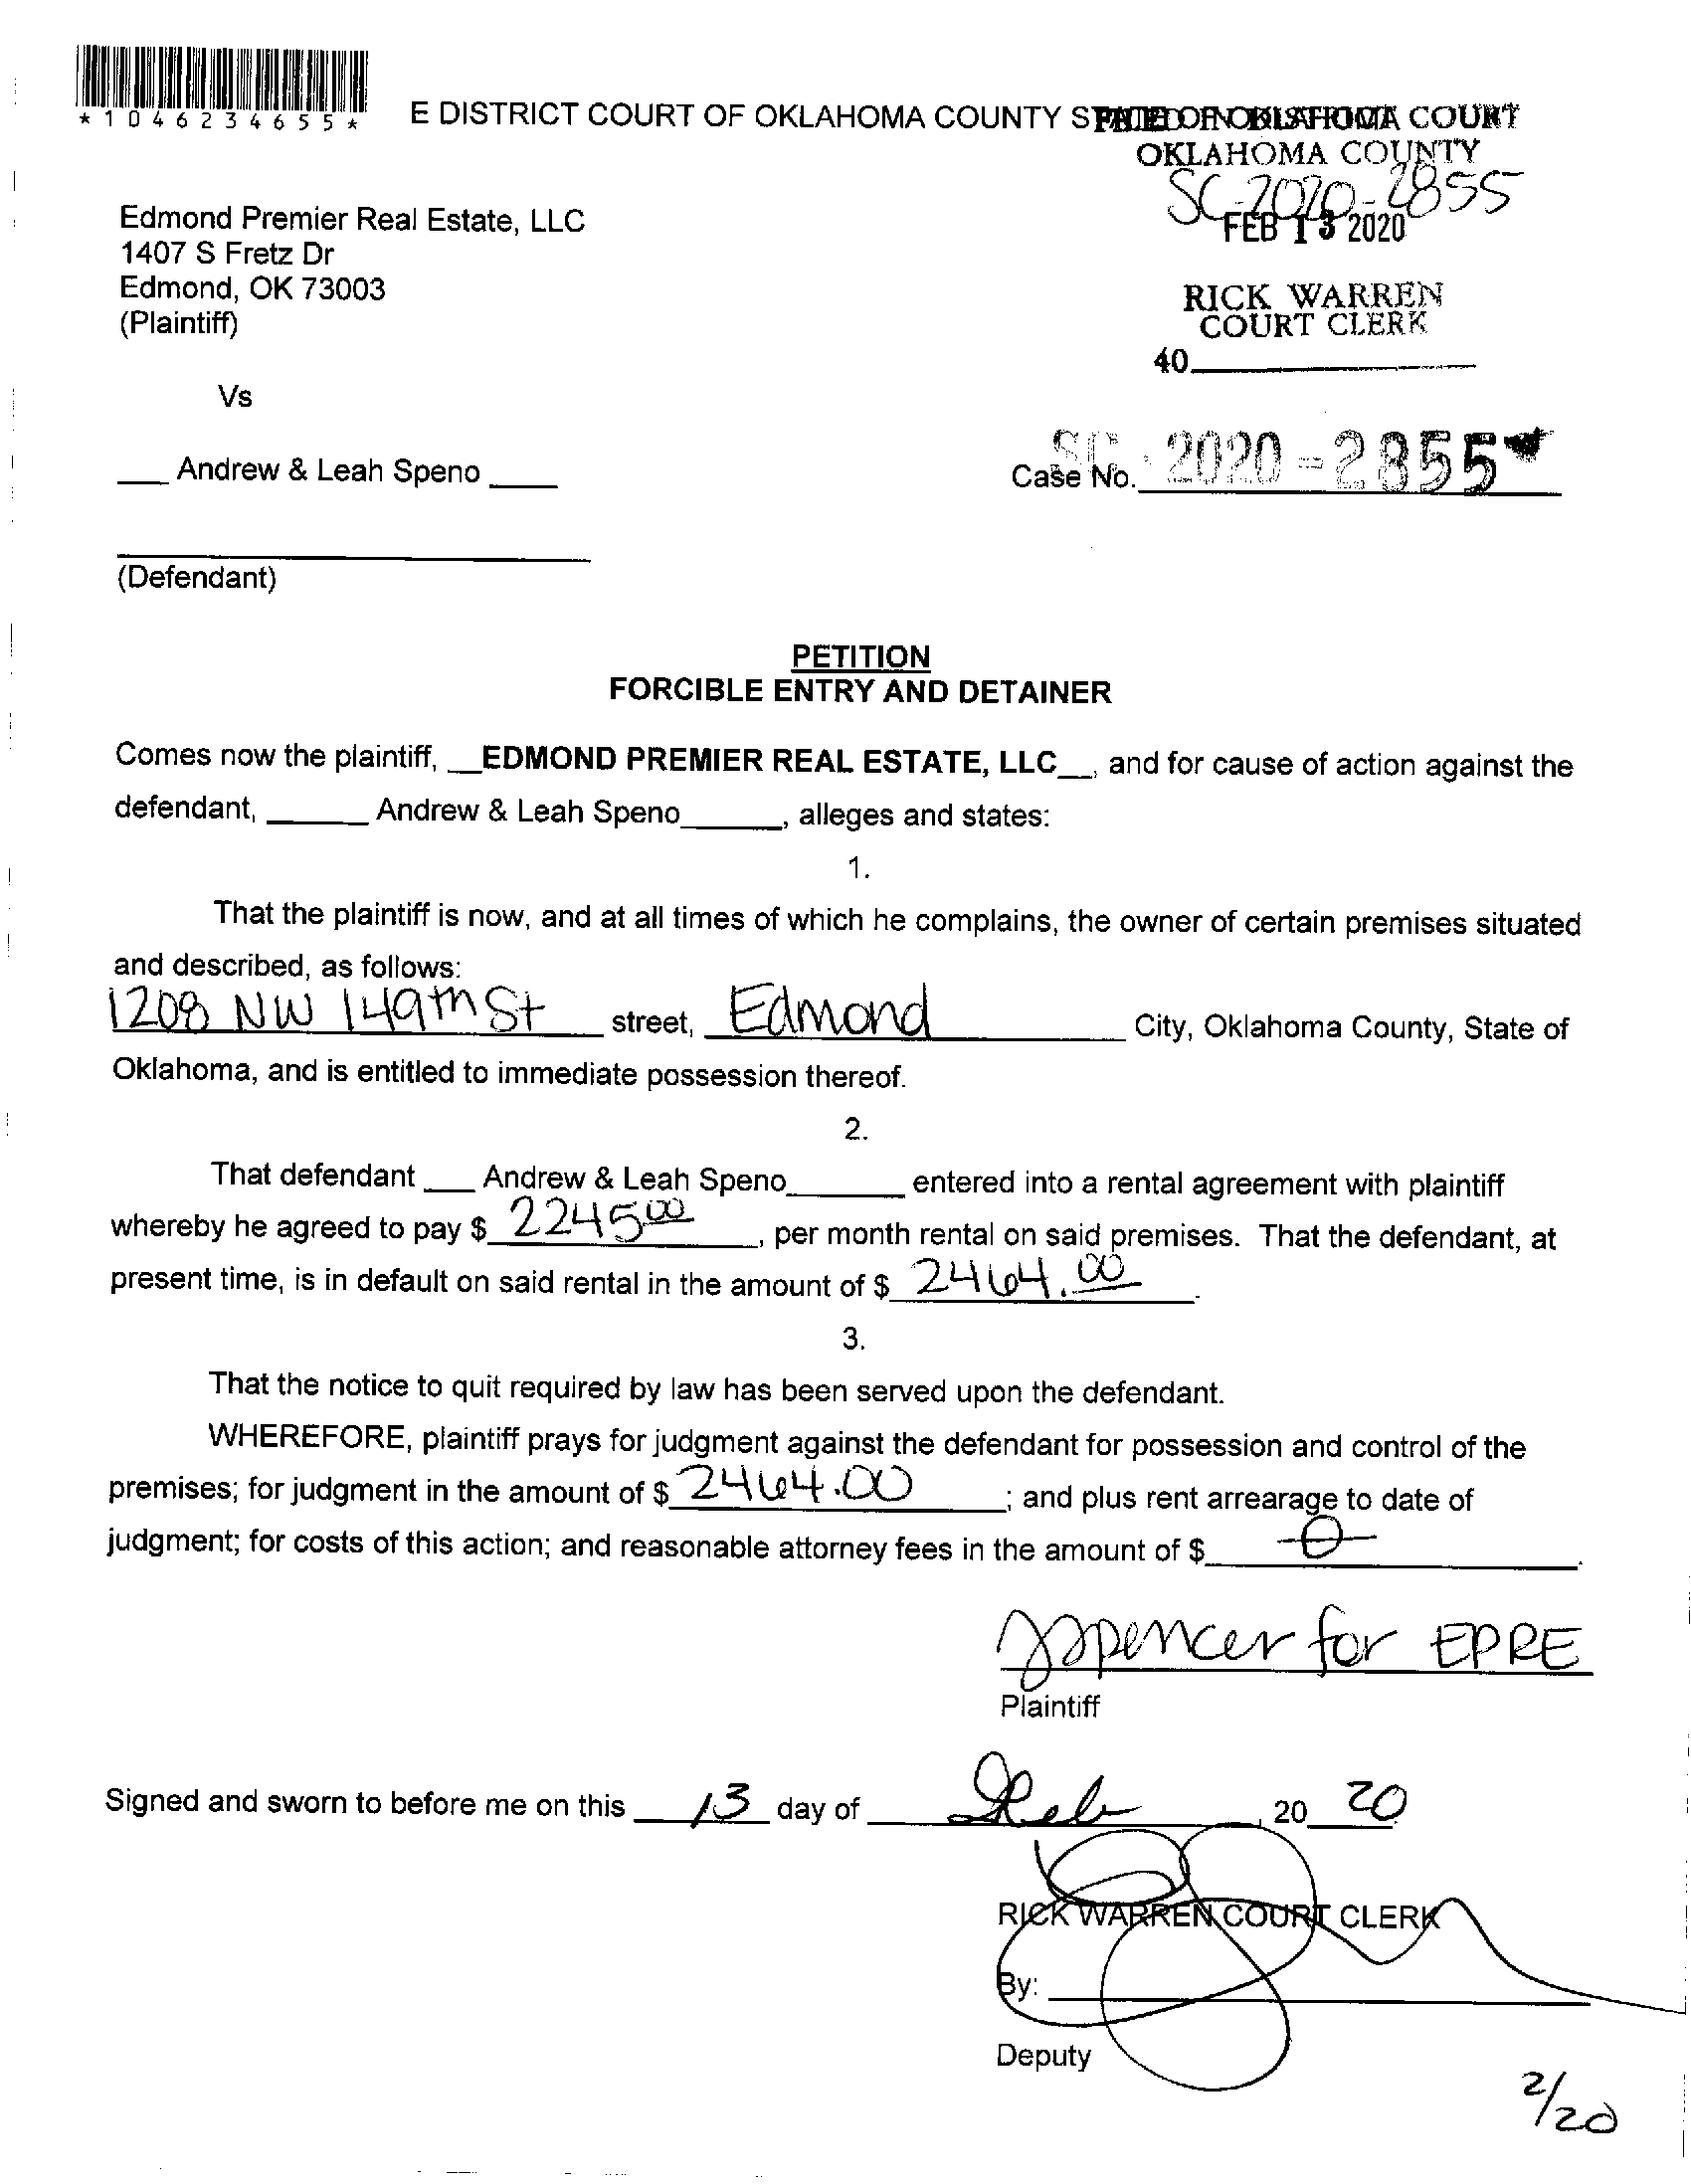 *1046234655*
E DISTRICT COURT OF OKLAHOMA COUNTY STATE OF OKLAHOMA
FILED IN DISTRICT COURT
OKLAHOMA COUNTY
SC-2020-2855
FEB 13 2020
Edmond Premier Real Estate, LLC
1407 S Fretz Dr
Edmond, OK 73003
(Plaintiff)
RICK WARREN
COURT CLERK
40
Vs
Andrew & Leah Speno
Case No. SC-2020-2855
(Defendant)
PETITION
FORCIBLE ENTRY AND DETAINER
Comes now the plaintiff, __EDMOND PREMIER REAL ESTATE, LLC__, and for cause of action against the
defendant, ______ Andrew & Leah Speno______, alleges and states:
1.
That the plaintiff is now, and at all times of which he complains, the owner of certain premises situated
and described, as follows:
1208 NW 149th St street, Edmond City, Oklahoma County, State of
Oklahoma, and is entitled to immediate possession thereof.
2.
That defendant ___ Andrew & Leah Speno_______ entered into a rental agreement with plaintiff
whereby he agreed to pay $ 2245 00, per month rental on said premises. That the defendant, at
present time, is in default on said rental in the amount of $ 2464.00.
3.
That the notice to quit required by law has been served upon the defendant.
WHEREFORE, plaintiff prays for judgment against the defendant for possession and control of the
premises; for judgment in the amount of $ 2464.00; and plus rent arrearage to date of
judgment; for costs of this action; and reasonable attorney fees in the amount of $ 0.
JSpencer for EPRE
Plaintiff
Signed and sworn to before me on this 13 day of Feb, 20 20
RICK WARREN COURT CLERK
By:
Deputy
2/20